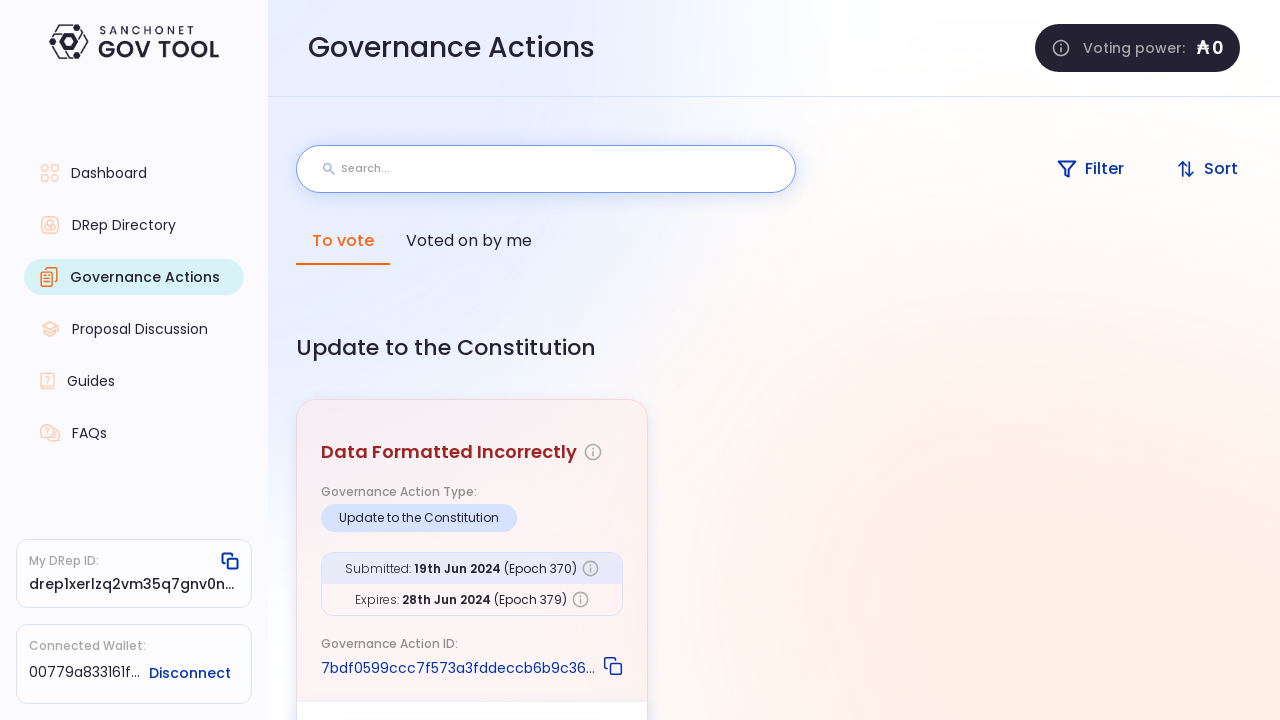 SANCHONET
GOV TOOL
Governance Actions
Voting power: ₳ 0
Dashboard
DRep Directory
Governance Actions
Proposal Discussion
Guides
FAQs
My DRep ID:
drep1xerlzq2vm35q7gnv0n...
Connected Wallet:
00779a833161f... Disconnect
Search...
Filter
Sort
To vote
Voted on by me
Update to the Constitution
Data Formatted Incorrectly
Governance Action Type:
Update to the Constitution
Submitted: 19th Jun 2024 (Epoch 370)
Expires: 28th Jun 2024 (Epoch 379)
Governance Action ID:
7bdf0599ccc7f573a3fddeccb6b9c36...